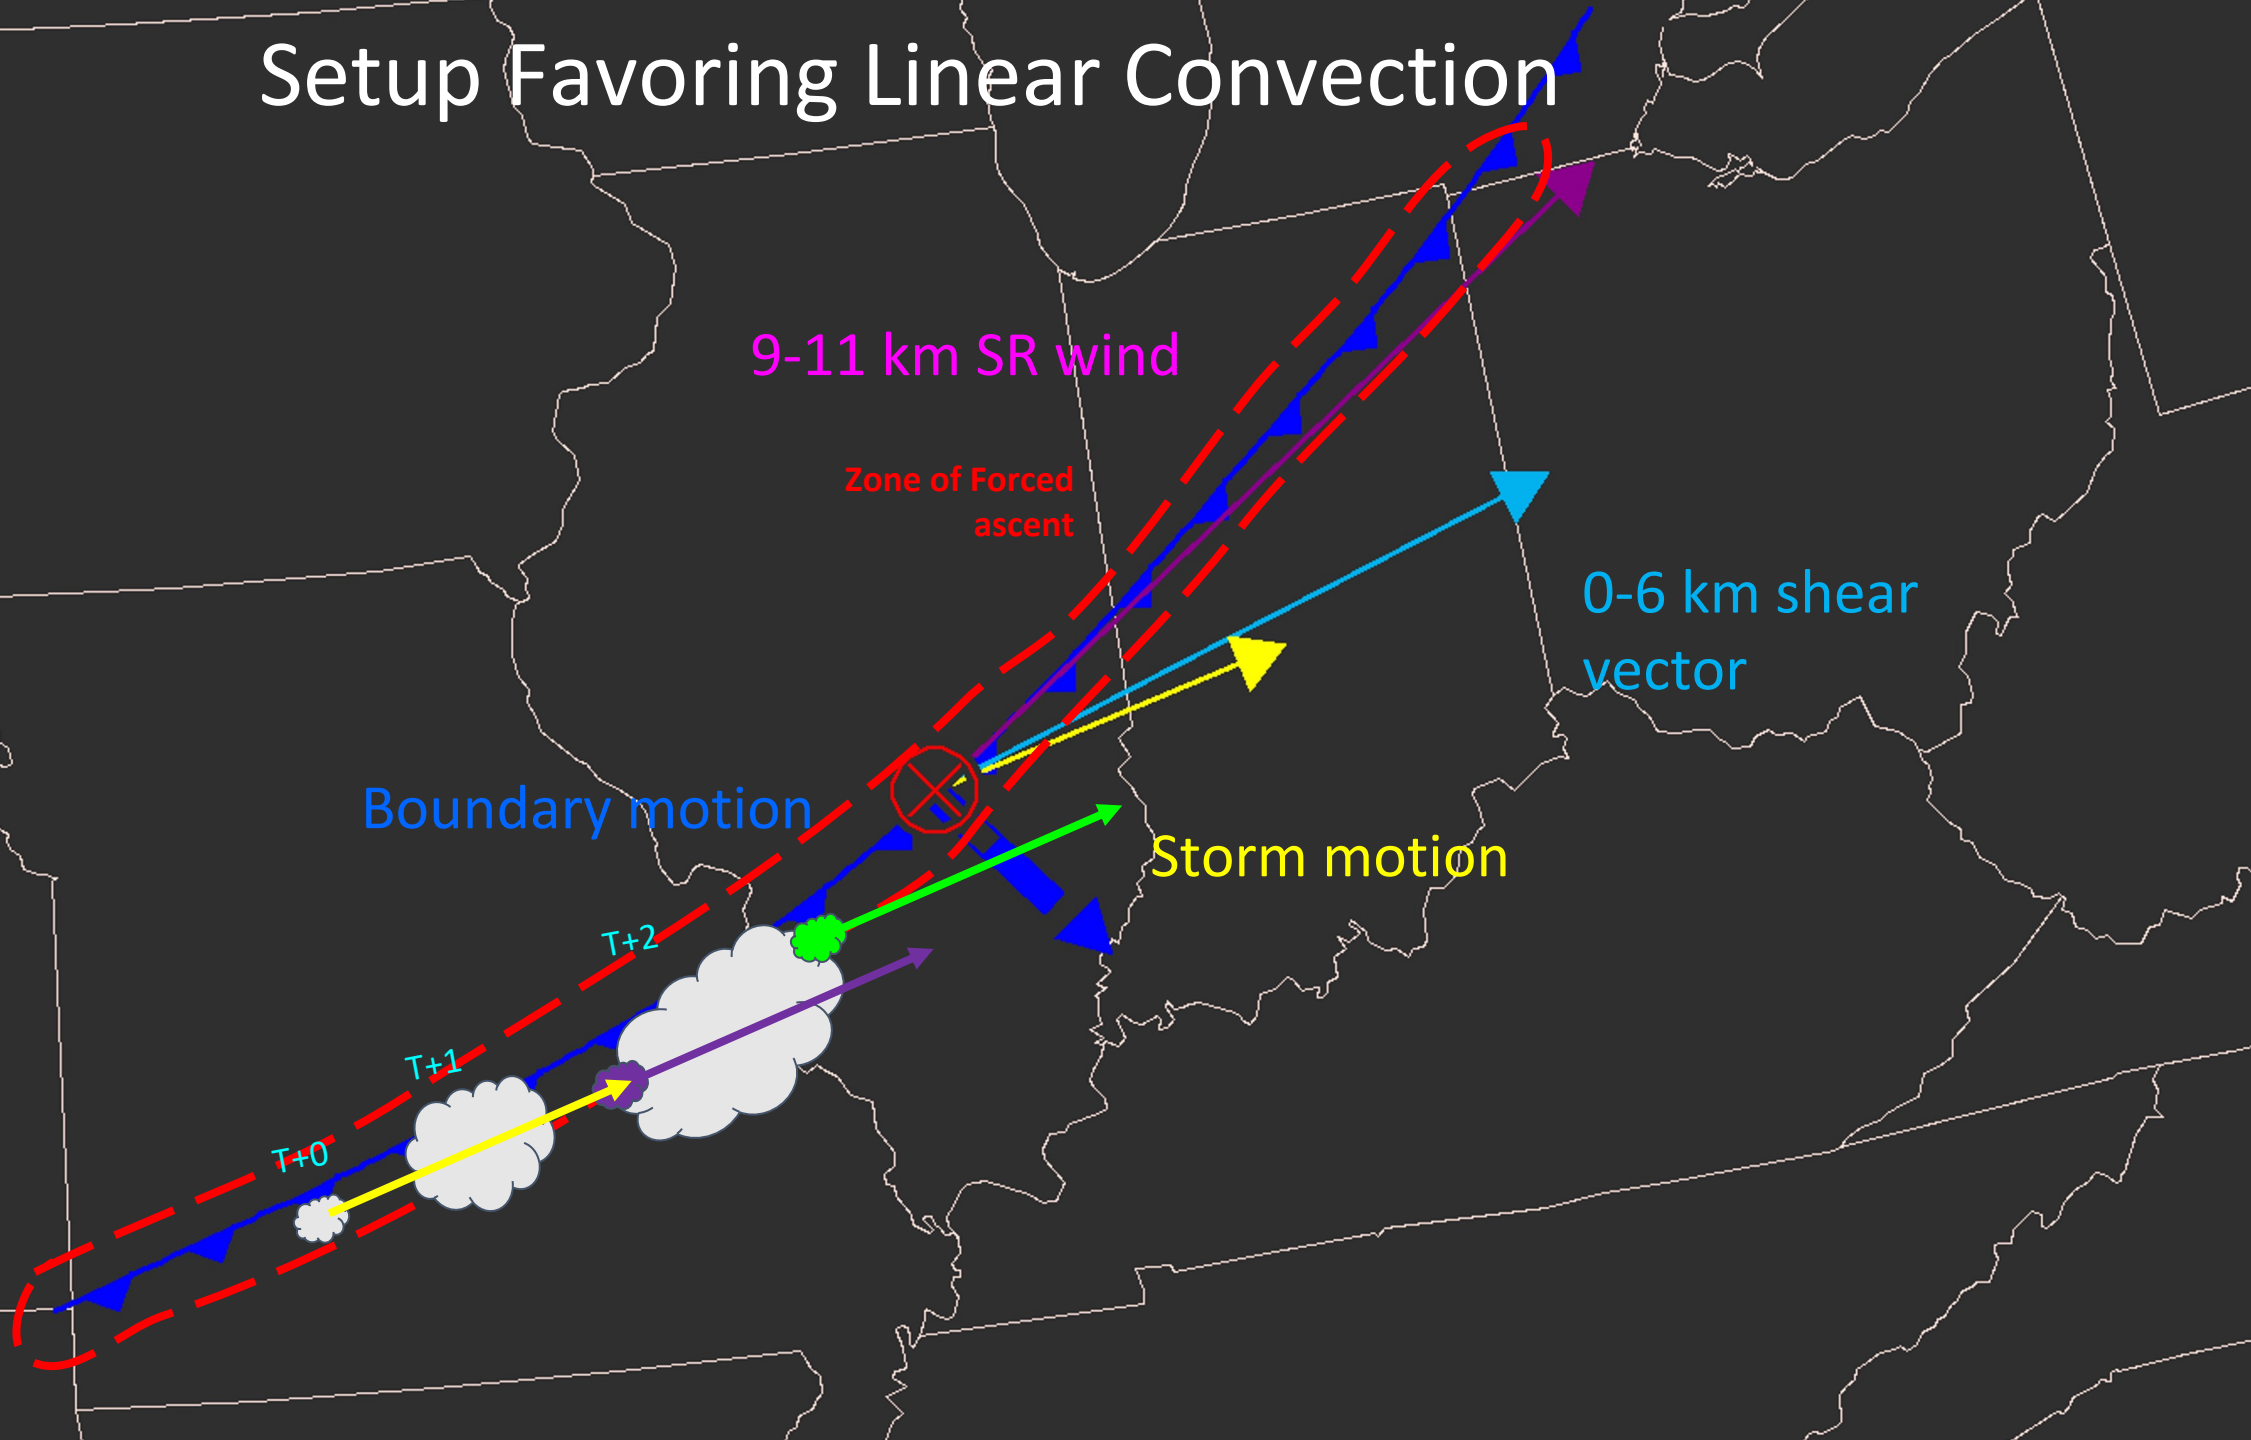 Setup Favoring Linear Convection
9-11 km SR wind
Zone of Forced
ascent
0-6 km shear
vector
Boundary motion
Storm motion
T+2
T+1
T+0